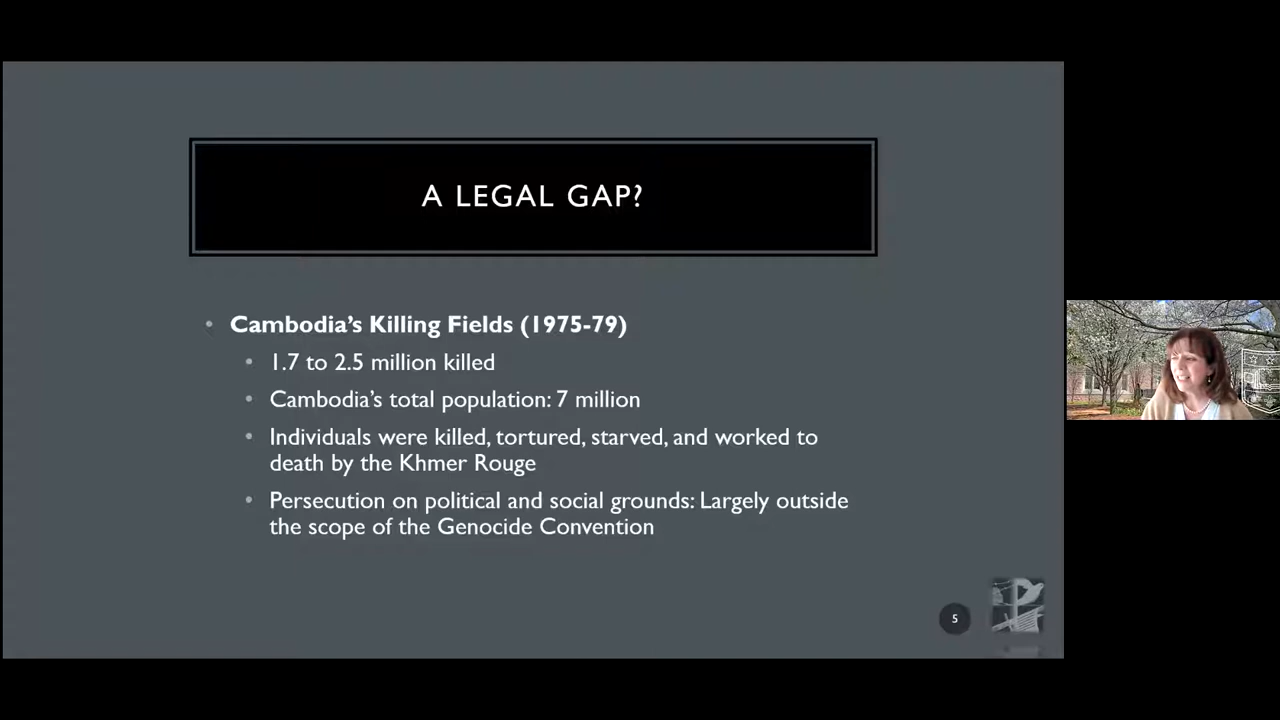 A LEGAL GAP?
• Cambodia's Killing Fields (1975-79)
• 1.7 to 2.5 million killed
• Cambodia's total population: 7 million
• Individuals were killed, tortured, starved, and worked to
death by the Khmer Rouge
• Persecution on political and social grounds: Largely outside
the scope of the Genocide Convention
5